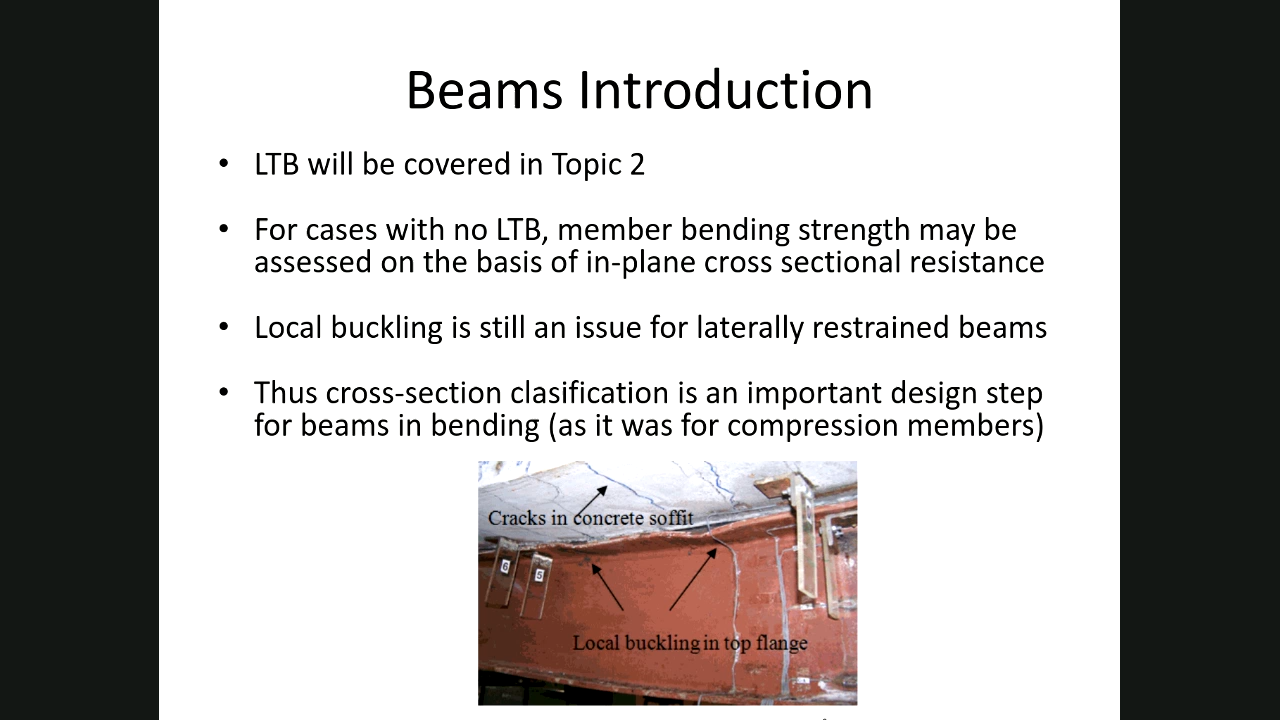 Beams Introduction
• LTB will be covered in Topic 2
• For cases with no LTB, member bending strength may be
assessed on the basis of in-plane cross sectional resistance
• Local buckling is still an issue for laterally restrained beams
• Thus cross-section clasification is an important design step
for beams in bending (as it was for compression members)
Cracks in concrete soffit
6
5
Local buckling in top flange